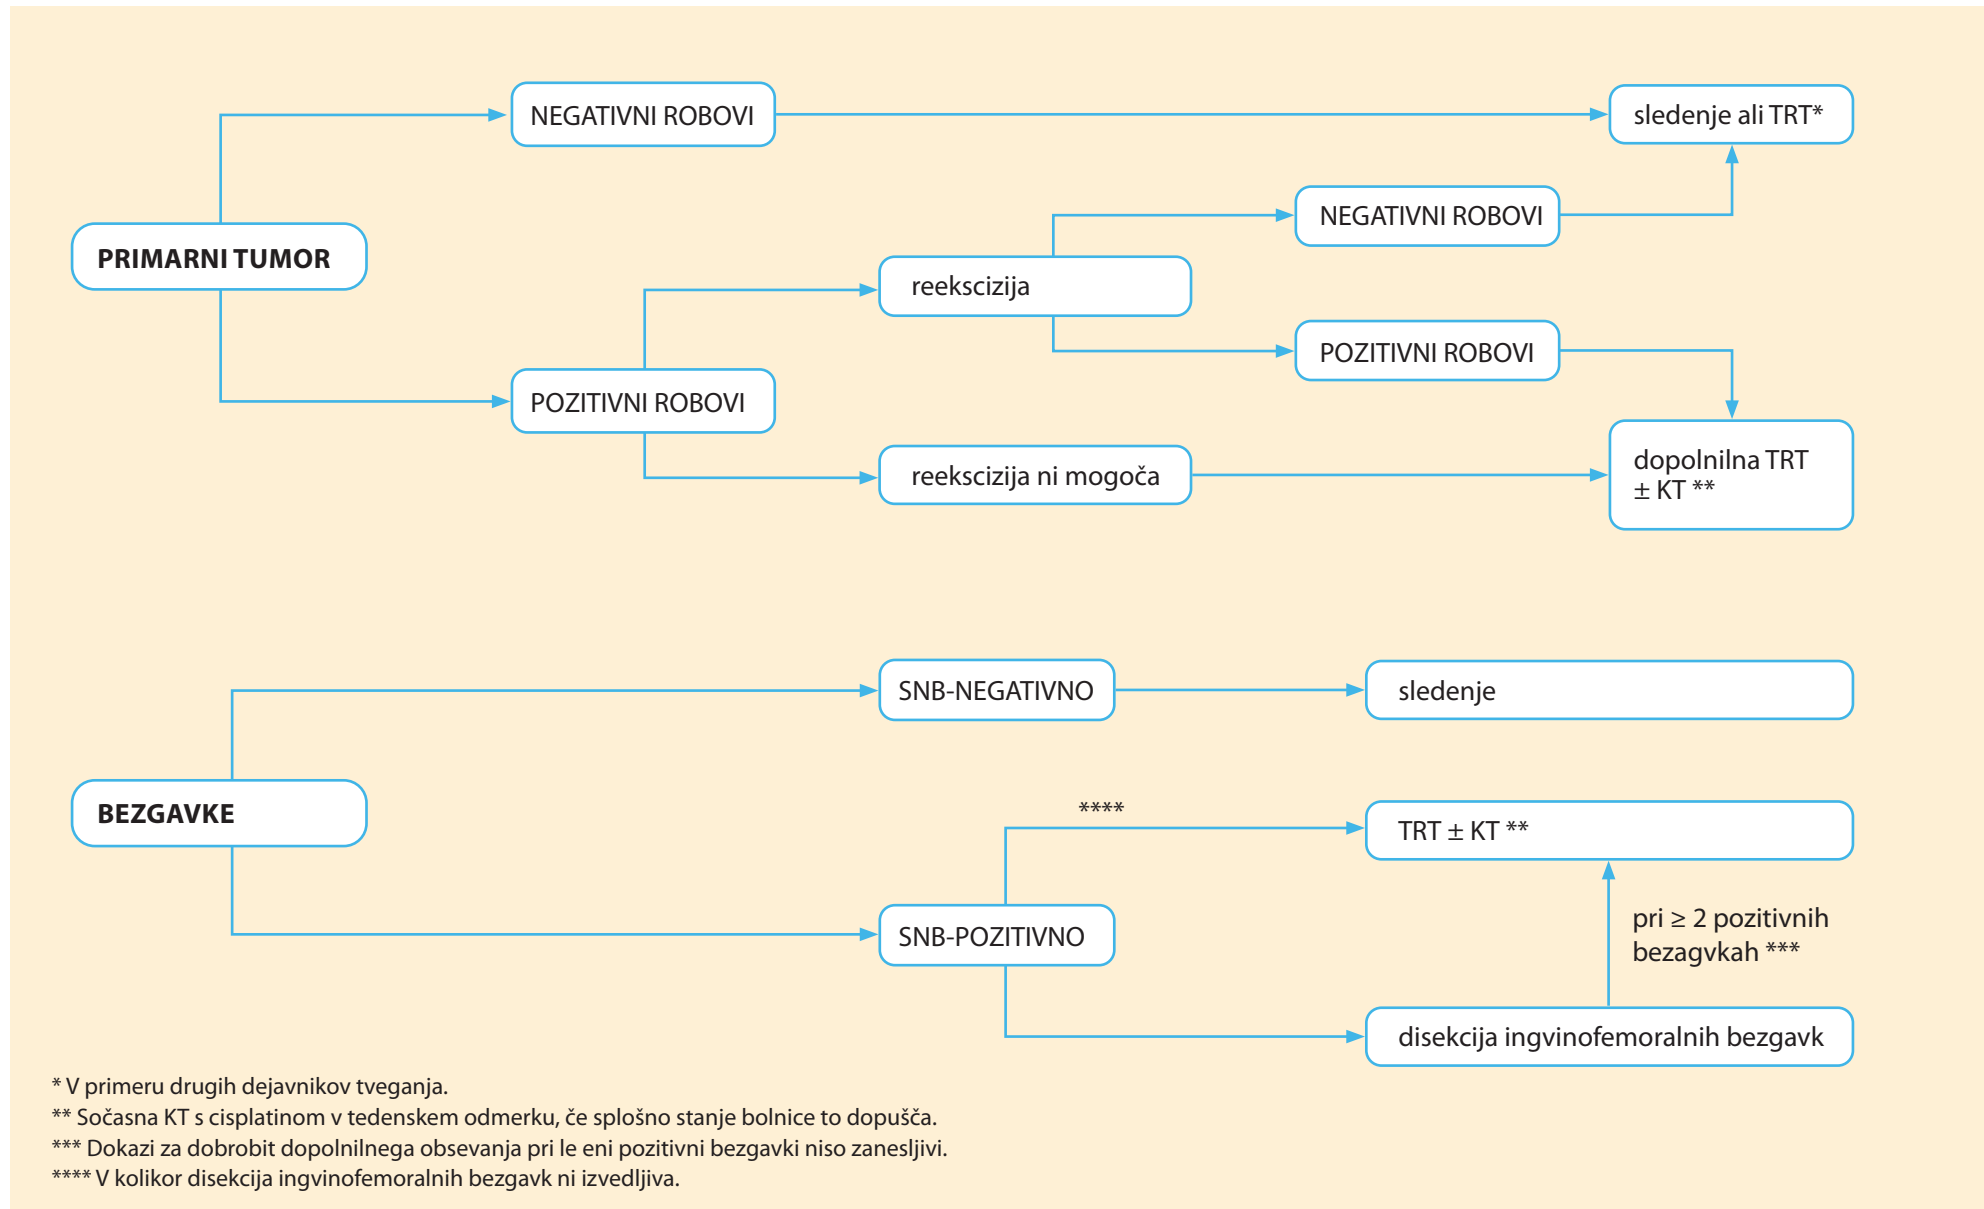 NEGATIVNI ROBOVI
sledenje ali TRT*
NEGATIVNI ROBOVI
PRIMARNI TUMOR
reekscizija
POZITIVNI ROBOVI
POZITIVNI ROBOVI
reekscizija ni mogoča
dopolnilna TRT
± KT **
SNB-NEGATIVNO
sledenje
BEZGAVKE
****
TRT ± KT **
SNB-POZITIVNO
pri ≥ 2 pozitivnih
bezagvkah ***
disekcija ingvinofemoralnih bezgavk
* V primeru drugih dejavnikov tveganja.
** Sočasna KT s cisplatinom v tedenskem odmerku, če splošno stanje bolnice to dopušča.
*** Dokazi za dobrobit dopolnilnega obsevanja pri le eni pozitivni bezgavki niso zanesljivi.
**** V kolikor disekcija ingvinofemoralnih bezgavk ni izvedljiva.